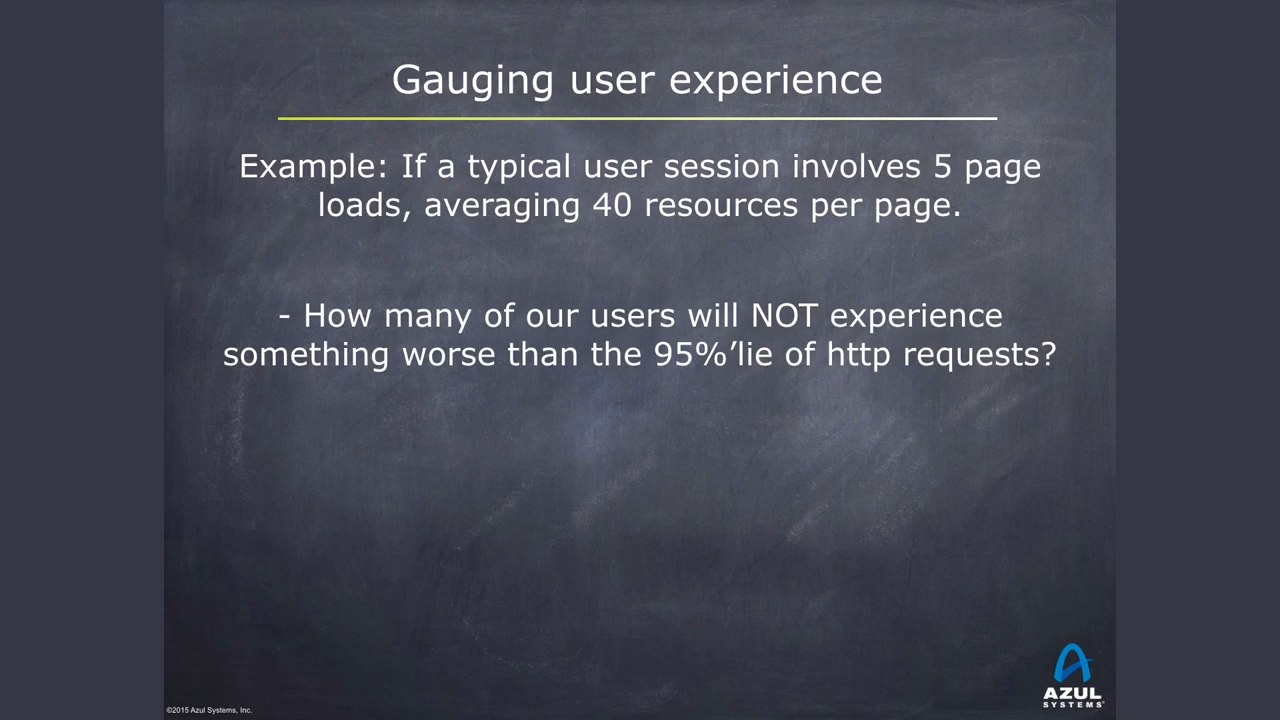 Gauging user experience
Example: If a typical user session involves 5 page
loads, averaging 40 resources per page.
- How many of our users will NOT experience
something worse than the 95%’lie of http requests?
©2015 Azul Systems, Inc.
AZUL
SYSTEMS®